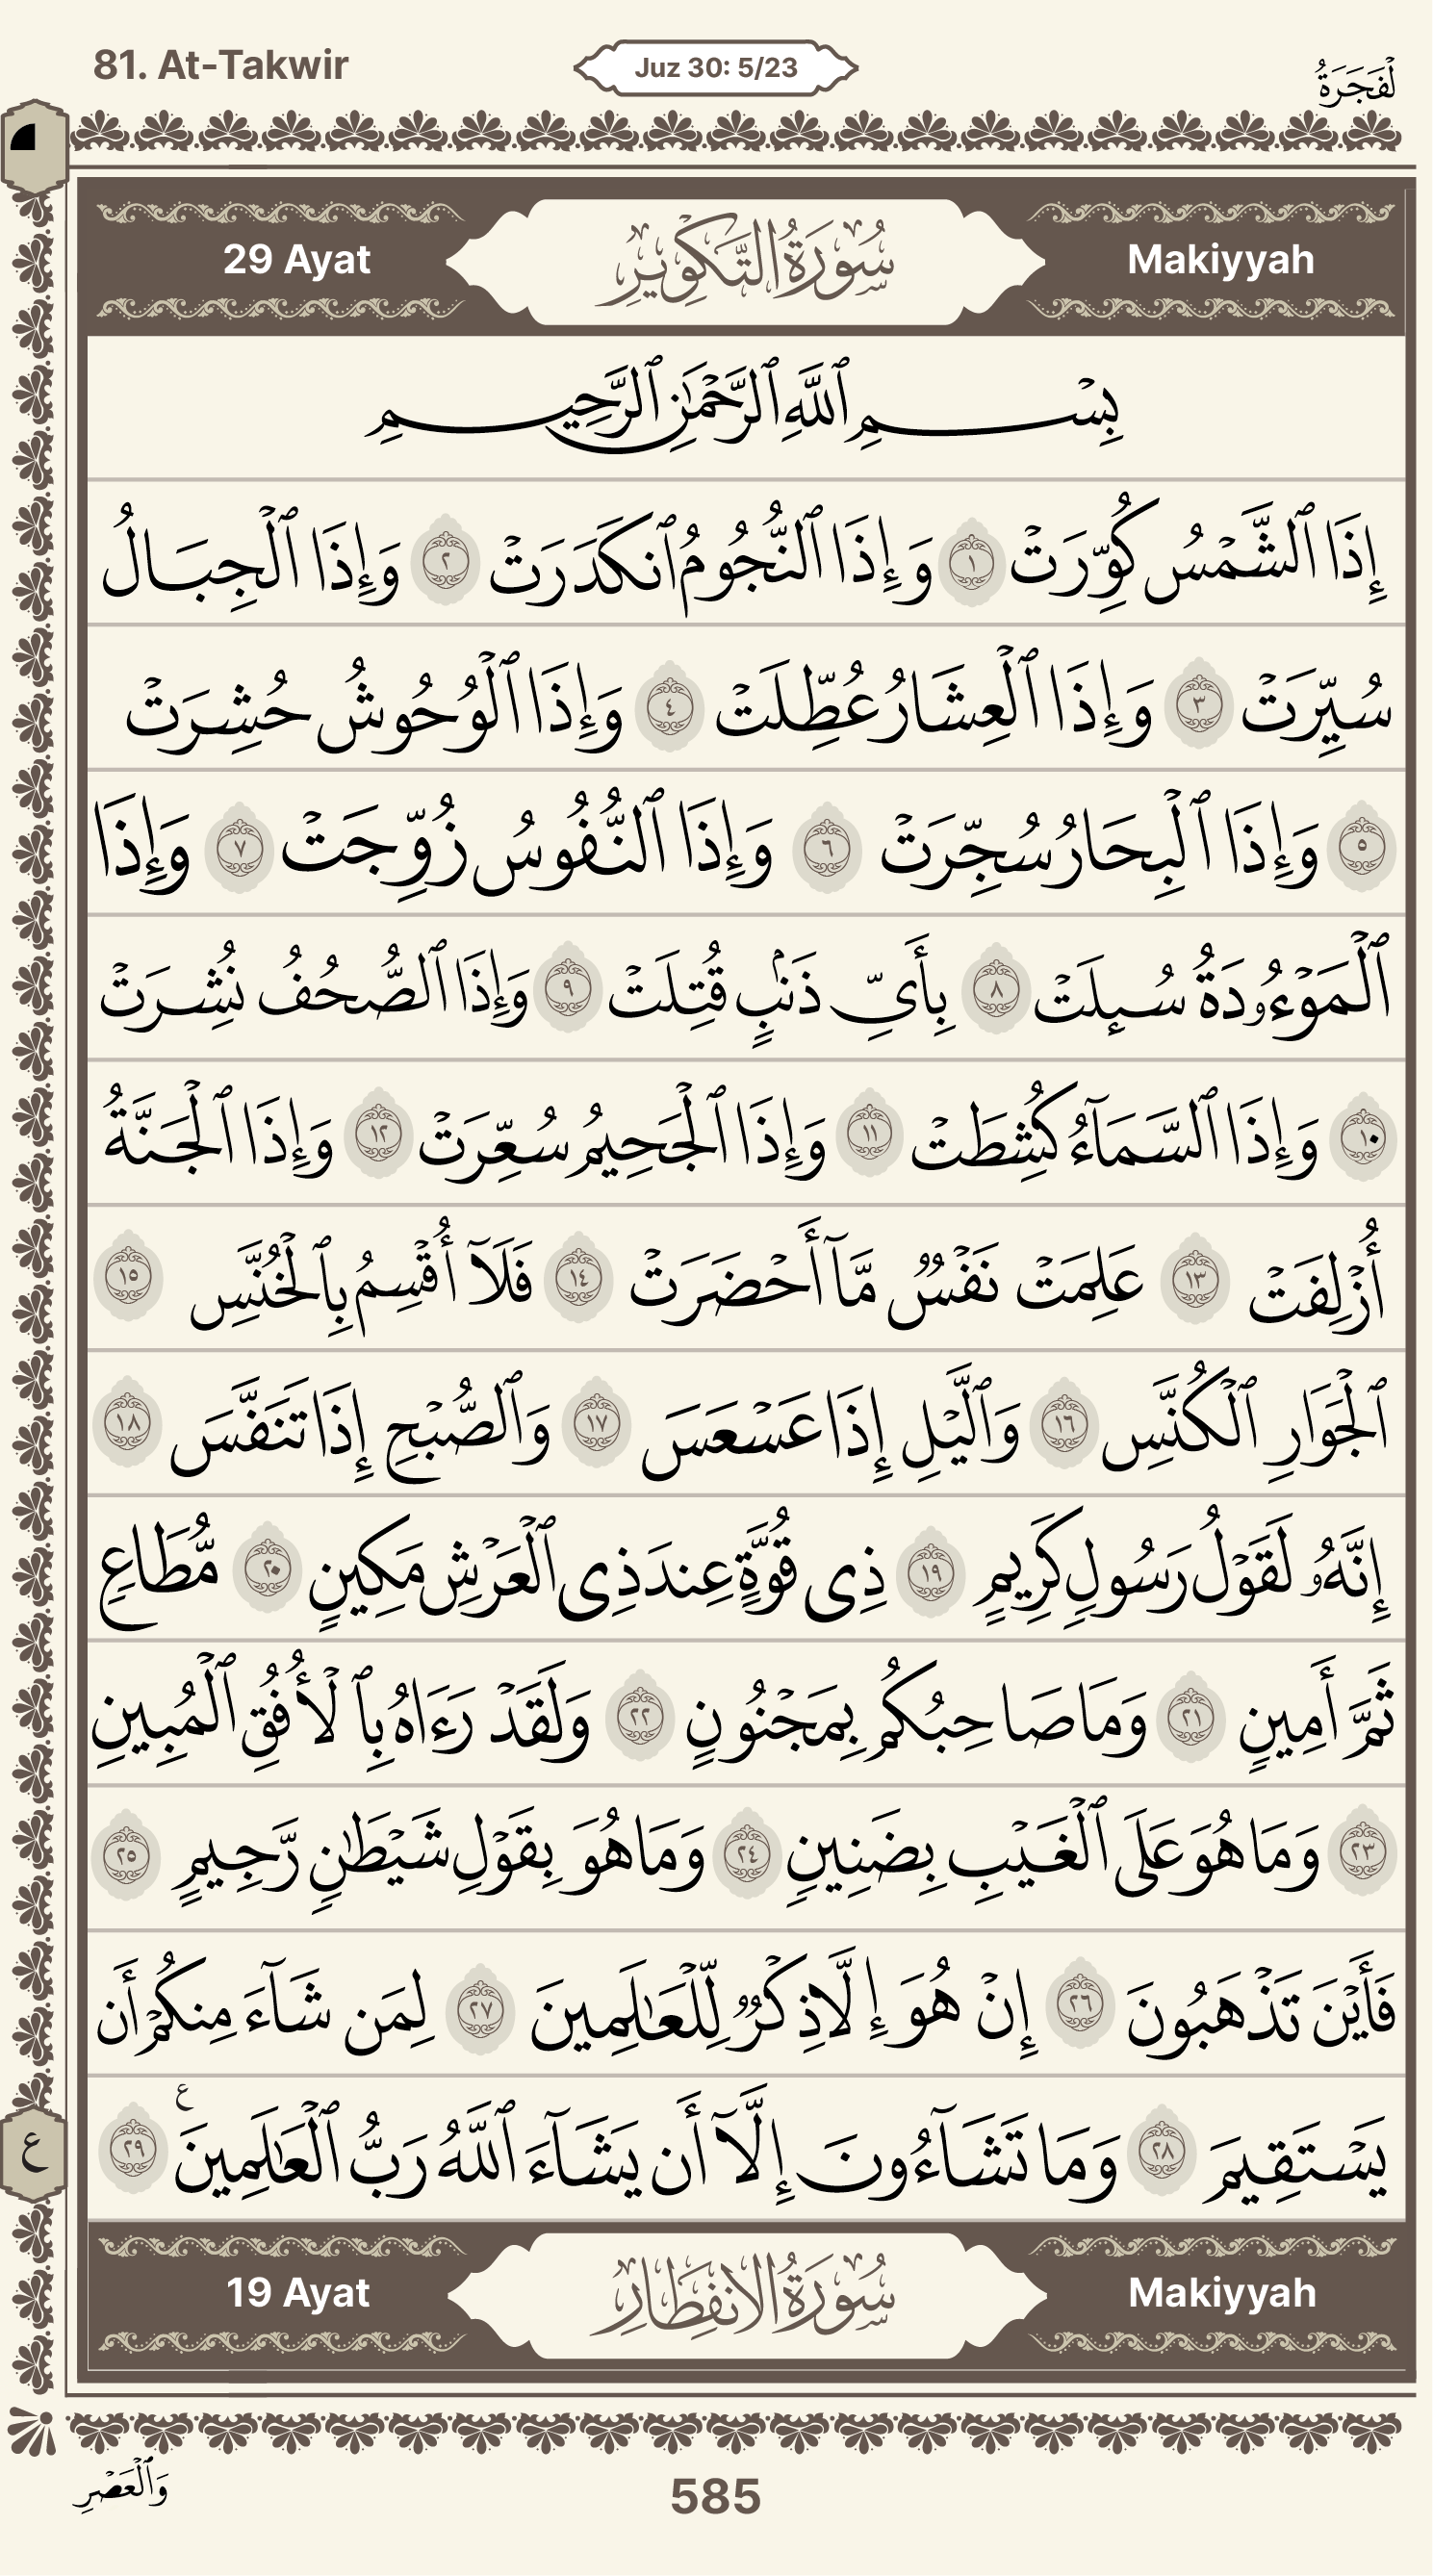 81. At-Takwir
Juz 30: 5/23
لْفَجَرَةُ
29 Ayat
سُورَةُ التَّكْوِيرِ
Makiyyah
بِسْمِ ٱللَّهِ ٱلرَّحْمَٰنِ ٱلرَّحِيمِ
إِذَا ٱلشَّمْسُ كُوِّرَتْ ١ وَإِذَا ٱلنُّجُومُ ٱنكَدَرَتْ ٢ وَإِذَا ٱلْجِبَالُ
سُيِّرَتْ ٣ وَإِذَا ٱلْعِشَارُ عُطِّلَتْ ٤ وَإِذَا ٱلْوُحُوشُ حُشِرَتْ
٥ وَإِذَا ٱلْبِحَارُ سُجِّرَتْ ٦ وَإِذَا ٱلنُّفُوسُ زُوِّجَتْ ٧ وَإِذَا
ٱلْمَوْءُۥدَةُ سُئِلَتْ ٨ بِأَىِّ ذَنۢبٍ قُتِلَتْ ٩ وَإِذَا ٱلصُّحُفُ نُشِرَتْ
١٠ وَإِذَا ٱلسَّمَآءُ كُشِطَتْ ١١ وَإِذَا ٱلْجَحِيمُ سُعِّرَتْ ١٢ وَإِذَا ٱلْجَنَّةُ
أُزْلِفَتْ ١٣ عَلِمَتْ نَفْسٌ مَّآ أَحْضَرَتْ ١٤ فَلَآ أُقْسِمُ بِٱلْخُنَّسِ ١٥
ٱلْجَوَارِ ٱلْكُنَّسِ ١٦ وَٱلَّيْلِ إِذَا عَسْعَسَ ١٧ وَٱلصُّبْحِ إِذَا تَنَفَّسَ ١٨
إِنَّهُۥ لَقَوْلُ رَسُولٍ كَرِيمٍ ١٩ ذِى قُوَّةٍ عِندَ ذِى ٱلْعَرْشِ مَكِينٍ ٢٠ مُّطَاعٍ
ثَمَّ أَمِينٍ ٢١ وَمَا صَاحِبُكُم بِمَجْنُونٍ ٢٢ وَلَقَدْ رَءَاهُ بِٱلْأُفُقِ ٱلْمُبِينِ
٢٣ وَمَا هُوَ عَلَى ٱلْغَيْبِ بِضَنِينٍ ٢٤ وَمَا هُوَ بِقَوْلِ شَيْطَٰنٍ رَّجِيمٍ ٢٥
فَأَيْنَ تَذْهَبُونَ ٢٦ إِنْ هُوَ إِلَّا ذِكْرٌ لِّلْعَٰلَمِينَ ٢٧ لِمَن شَآءَ مِنكُمْ أَن
يَسْتَقِيمَ ٢٨ وَمَا تَشَآءُونَ إِلَّآ أَن يَشَآءَ ٱللَّهُ رَبُّ ٱلْعَٰلَمِينَ ع ٢٩
ع
19 Ayat
سُورَةُ الانفِطَارِ
Makiyyah
وَٱلْعَصْرِ
585